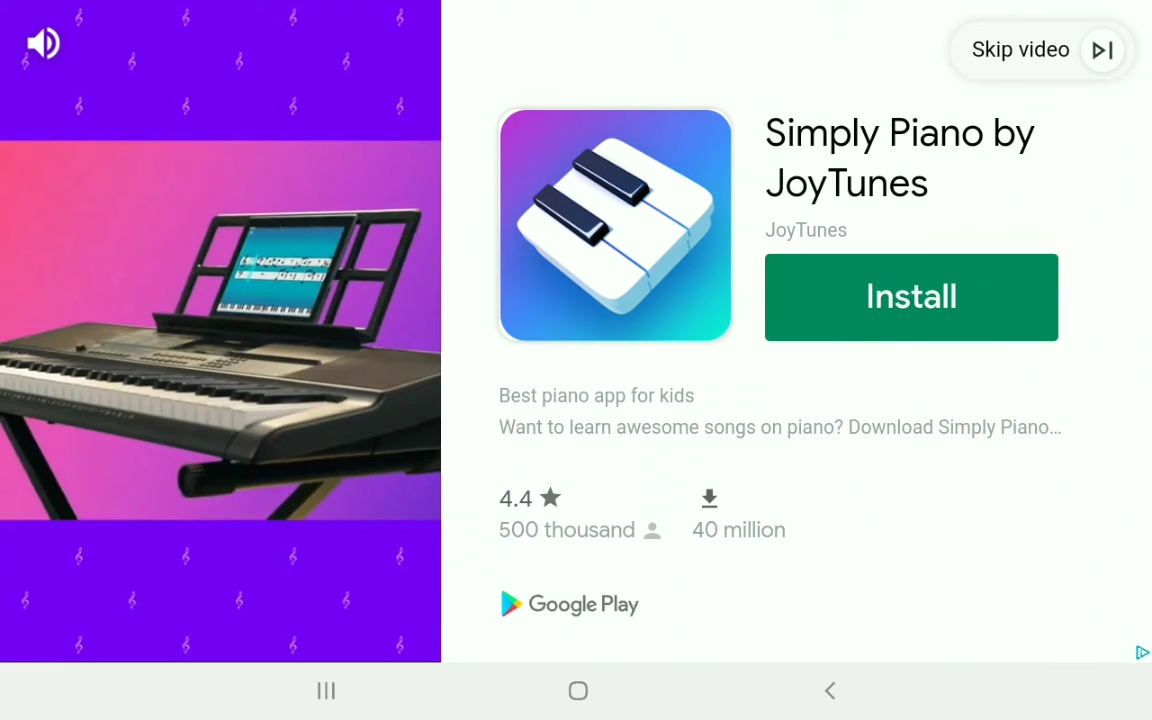 Skip video
Simply Piano by
JoyTunes
JoyTunes
Install
Best piano app for kids
Want to learn awesome songs on piano? Download Simply Piano...
4.4
500 thousand
40 million
Google Play